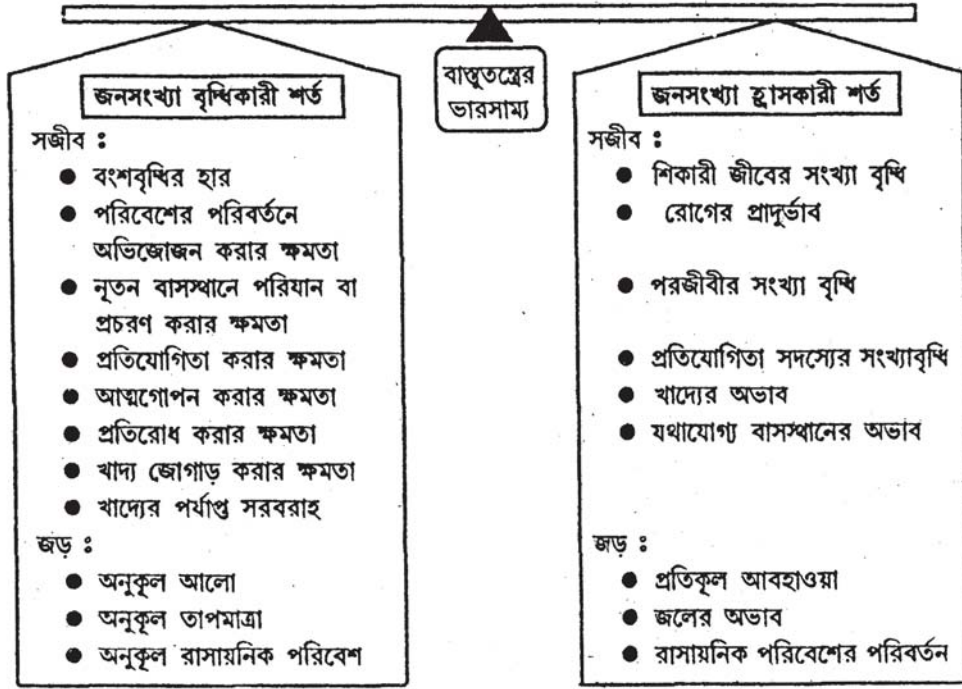 বাস্তুতন্ত্রের
ভারসাম্য
জনসংখ্যা বৃদ্ধিকারী শর্ত
সজীব :
● বংশবৃদ্ধির হার
● পরিবেশের পরিবর্তনে
অভিজোজন করার ক্ষমতা
● নূতন বাসস্থানে পরিযান বা
প্রচরণ করার ক্ষমতা
● প্রতিযোগিতা করার ক্ষমতা
● আত্মগোপন করার ক্ষমতা
● প্রতিরোধ করার ক্ষমতা
● খাদ্য জোগাড় করার ক্ষমতা
● খাদ্যের পর্যাপ্ত সরবরাহ
জড় :
● অনুকূল আলো
● অনুকূল তাপমাত্রা
● অনুকূল রাসায়নিক পরিবেশ
জনসংখ্যা হ্রাসকারী শর্ত
সজীব :
● শিকারী জীবের সংখ্যা বৃদ্ধি
● রোগের প্রাদুর্ভাব
● পরজীবীর সংখ্যা বৃদ্ধি
● প্রতিযোগিতা সদস্যের সংখ্যাবৃদ্ধি
● খাদ্যের অভাব
● যথাযোগ্য বাসস্থানের অভাব
জড় :
● প্রতিকূল আবহাওয়া
● জলের অভাব
● রাসায়নিক পরিবেশের পরিবর্তন